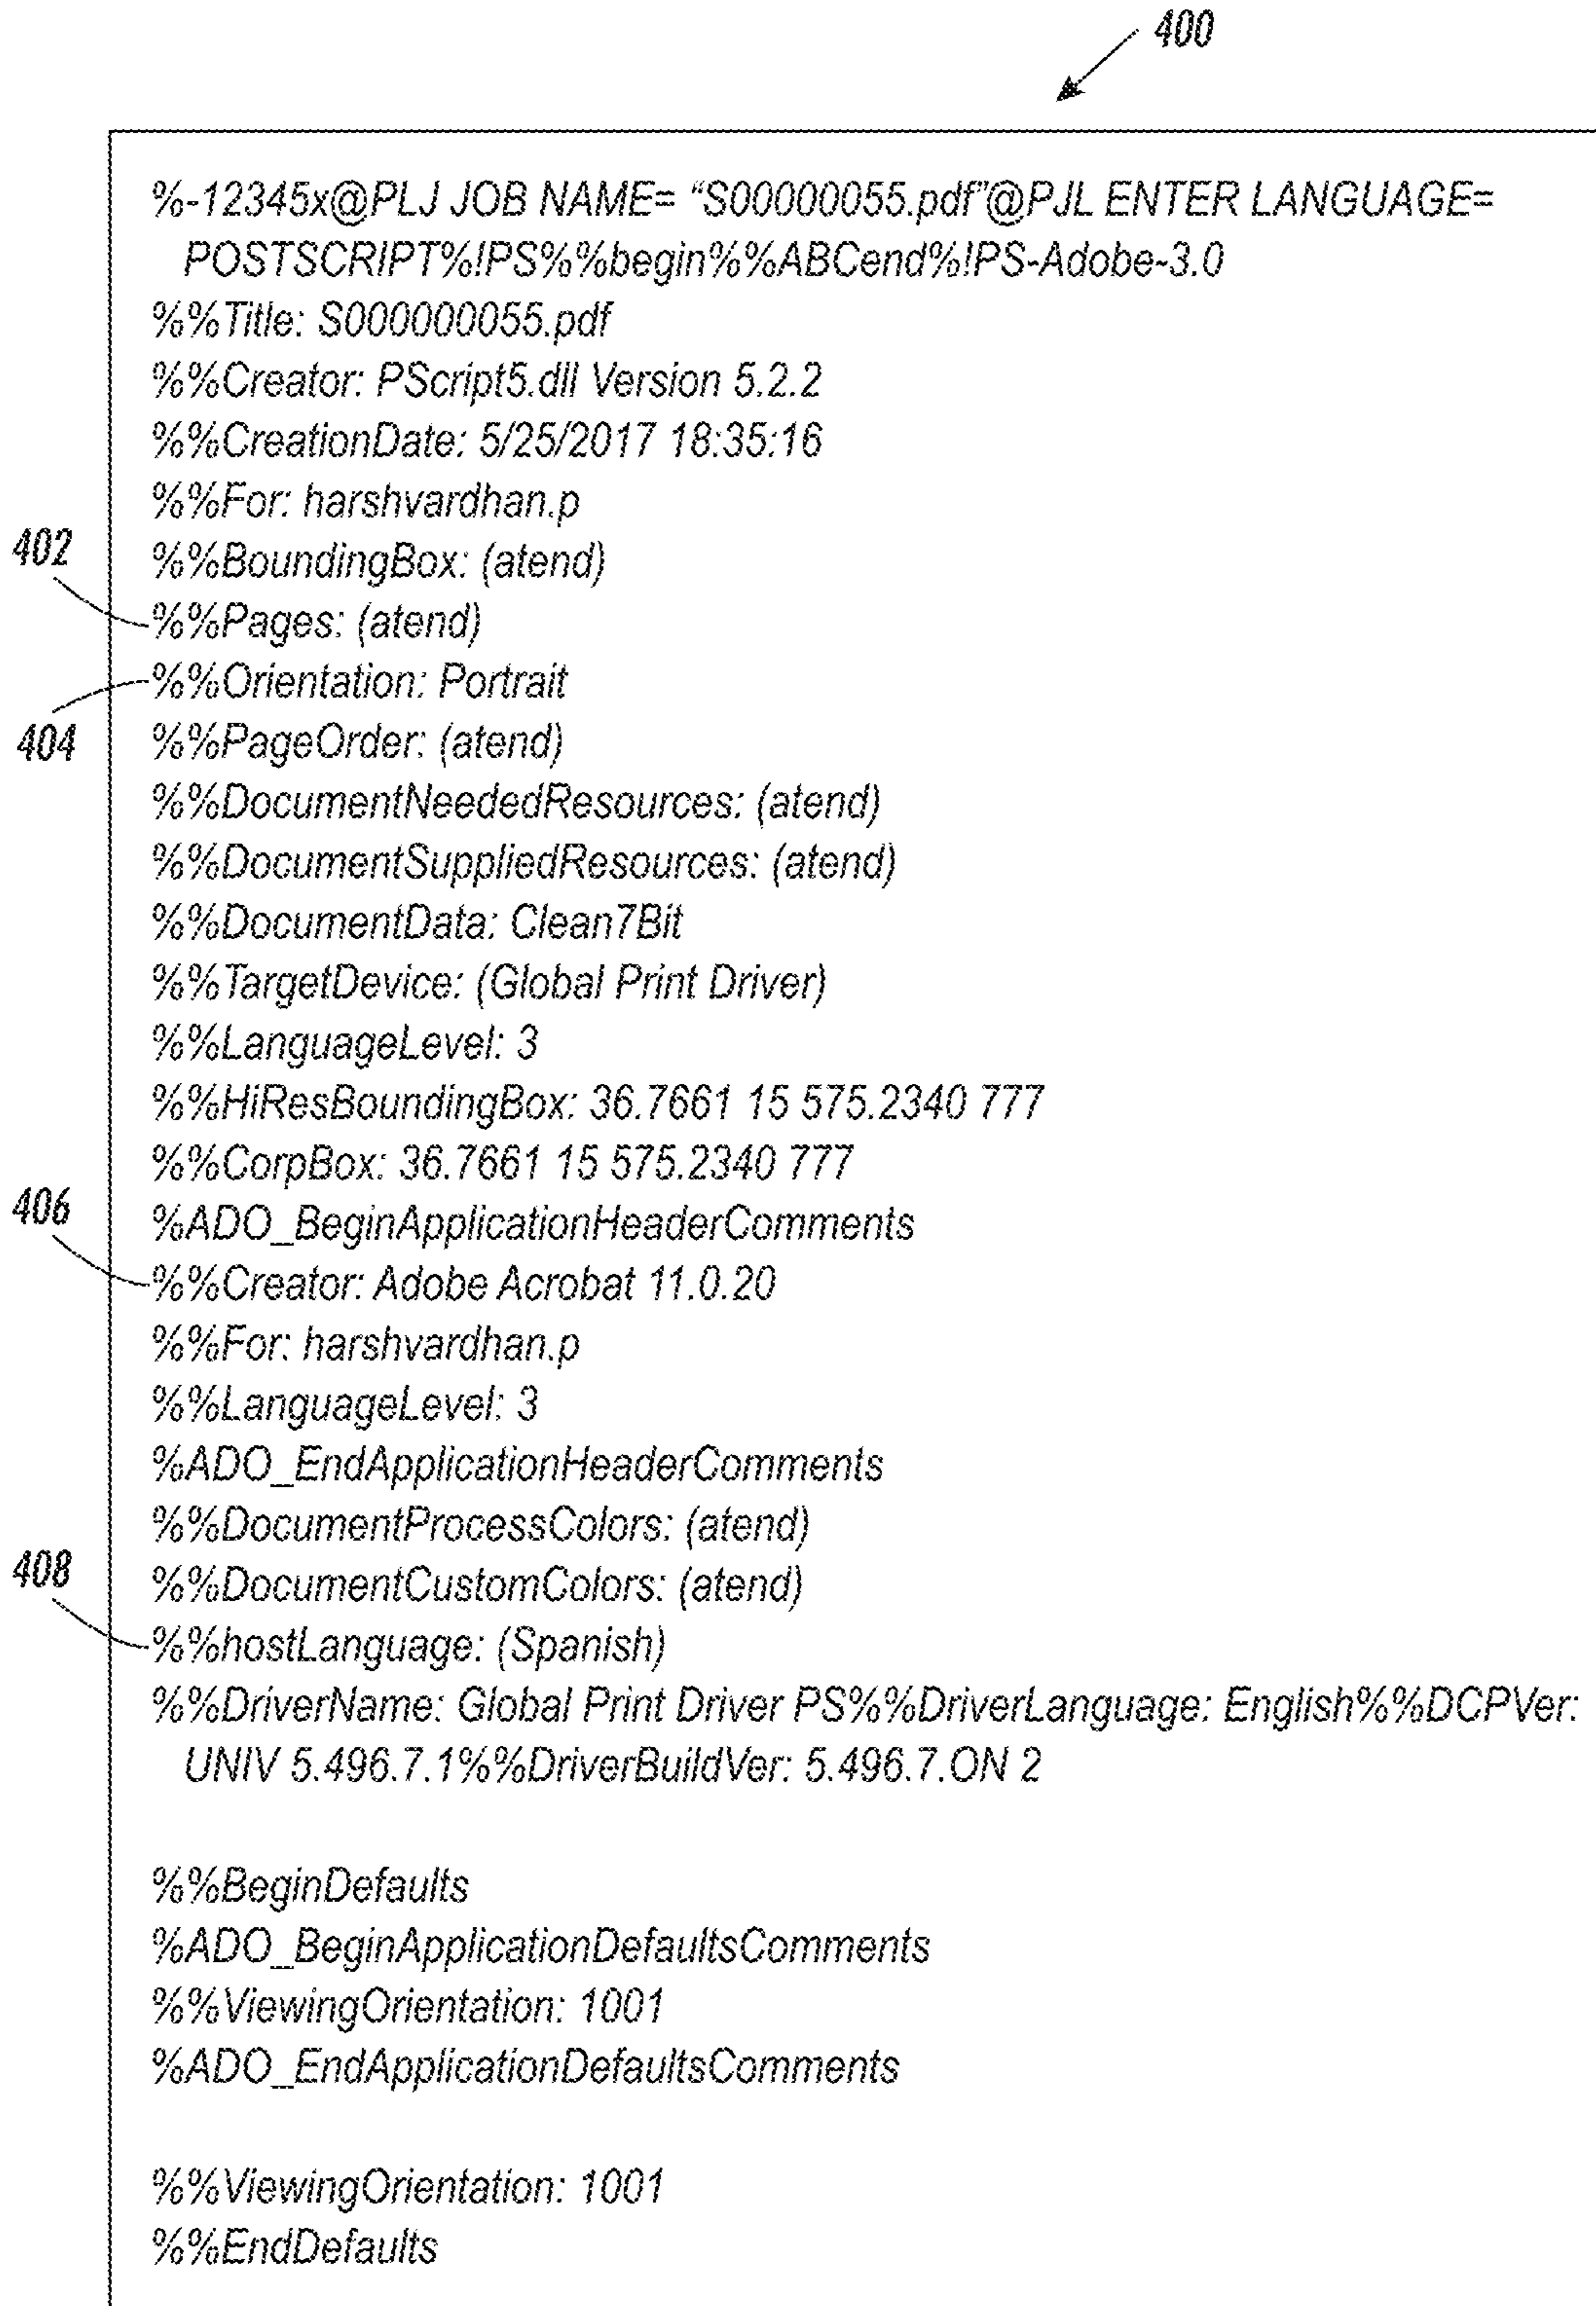 400
%-12345x@PLJ JOB NAME= “S00000055.pdf”@PJL ENTER LANGUAGE=
POSTSCRIPT%!PS%%begin%%ABCend%!PS-Adobe-3.0
%%Title: S000000055.pdf
%%Creator: PScript5.dll Version 5.2.2
%%CreationDate: 5/25/2017 18:35:16
%%For: harshvardhan.p
402
%%BoundingBox: (atend)
%%Pages: (atend)
%%Orientation: Portrait
404
%%PageOrder: (atend)
%%DocumentNeededResources: (atend)
%%DocumentSuppliedResources: (atend)
%%DocumentData: Clean7Bit
%%TargetDevice: (Global Print Driver)
%%LanguageLevel: 3
%%HiResBoundingBox: 36.7661 15 575.2340 777
%%CorpBox: 36.7661 15 575.2340 777
406
%ADO_BeginApplicationHeaderComments
%%Creator: Adobe Acrobat 11.0.20
%%For: harshvardhan.p
%%LanguageLevel: 3
%ADO_EndApplicationHeaderComments
%%DocumentProcessColors: (atend)
408
%%DocumentCustomColors: (atend)
%%hostLanguage: (Spanish)
%%DriverName: Global Print Driver PS%%DriverLanguage: English%%DCPVer:
UNIV 5.496.7.1%%DriverBuildVer: 5.496.7.ON 2
%%BeginDefaults
%ADO_BeginApplicationDefaultsComments
%%ViewingOrientation: 1001
%ADO_EndApplicationDefaultsComments
%%ViewingOrientation: 1001
%%EndDefaults